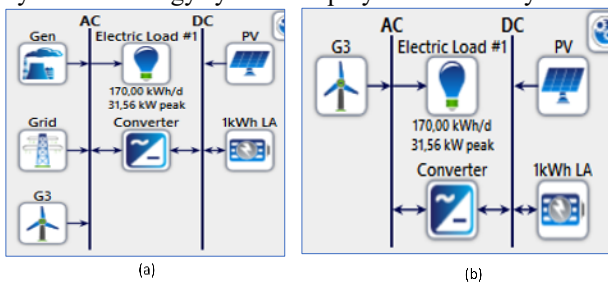 AC DC
Gen Electric Load #1 PV
170,00 kWh/d
31,56 kW peak
Grid Converter 1kWh LA
G3
(a)
AC DC
G3 Electric Load #1 PV
170,00 kWh/d
31,56 kW peak
Converter 1kWh LA
(b)